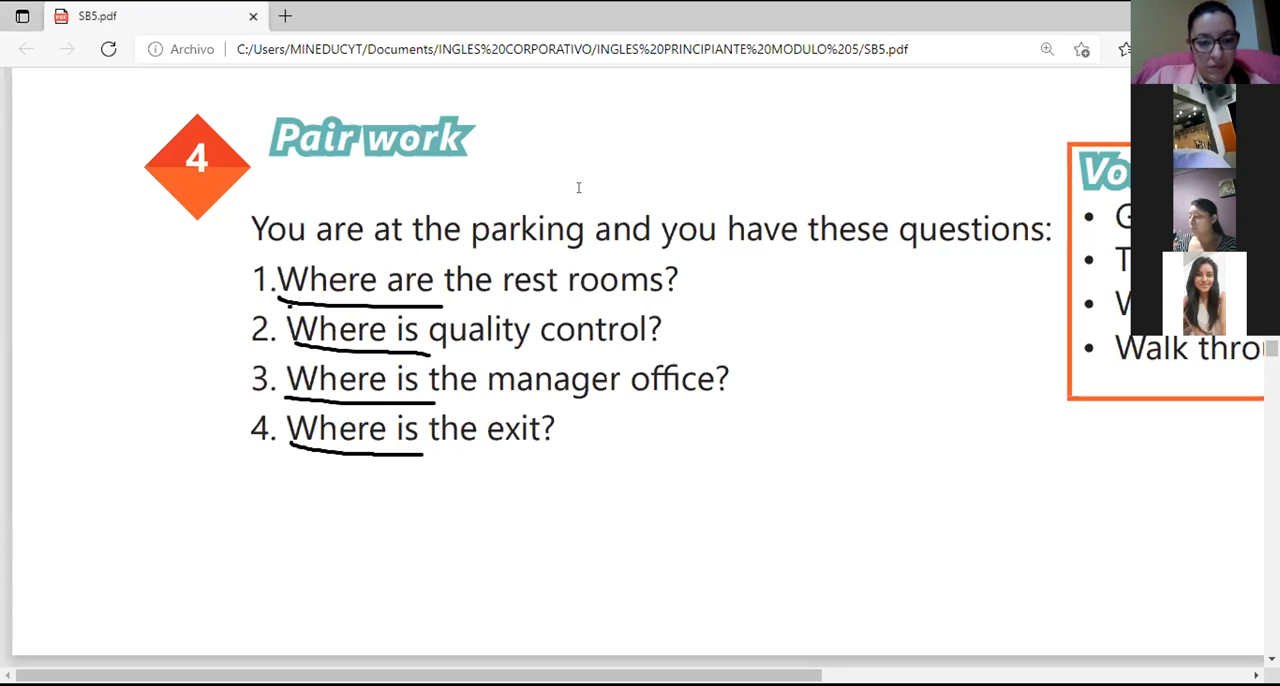 SB5.pdf
Archivo
C:/Users/MINEDUCYT/Documents/INGLES%20CORPORATIVO/INGLES%20PRINCIPIANTE%20MODULO%205/SB5.pdf
4
Pair work
You are at the parking and you have these questions:
1.Where are the rest rooms?
2. Where is quality control?
3. Where is the manager office?
4. Where is the exit?
• Walk